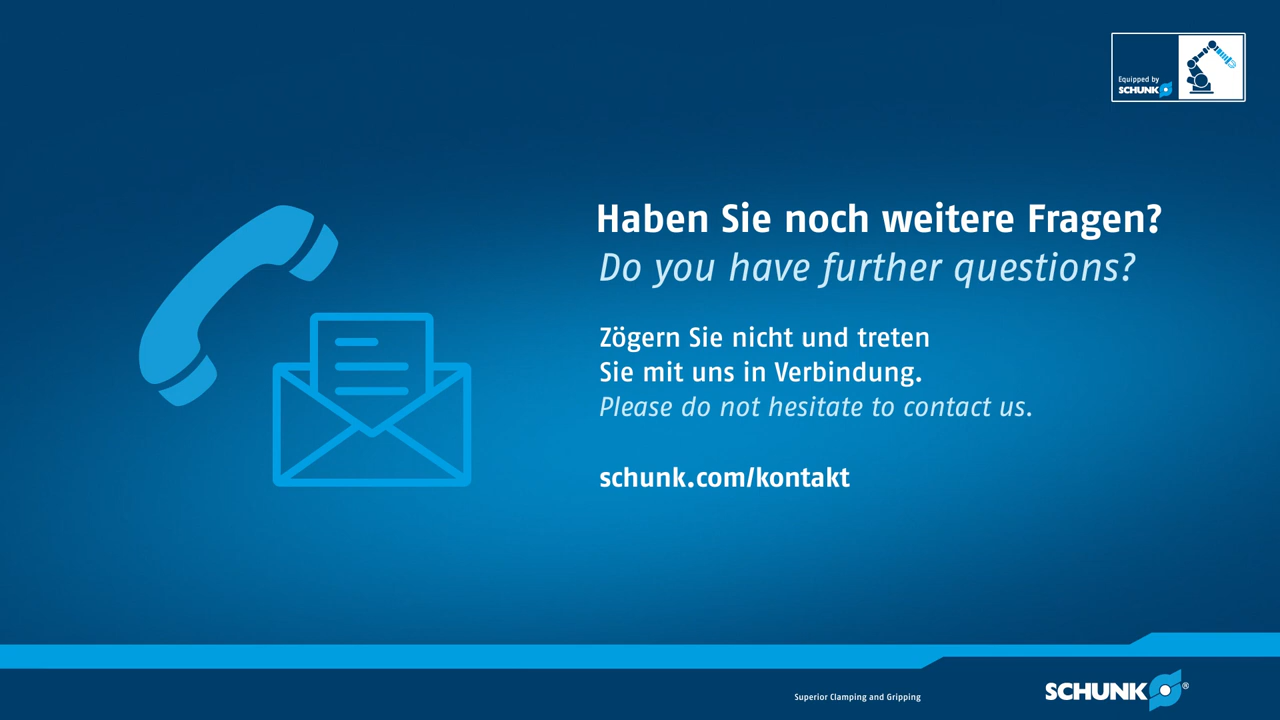 Equipped by
SCHUNK
Haben Sie noch weitere Fragen?
Do you have further questions?
Zögern Sie nicht und treten
Sie mit uns in Verbindung.
Please do not hesitate to contact us.
schunk.com/kontakt
Superior Clamping and Gripping
SCHUNK®